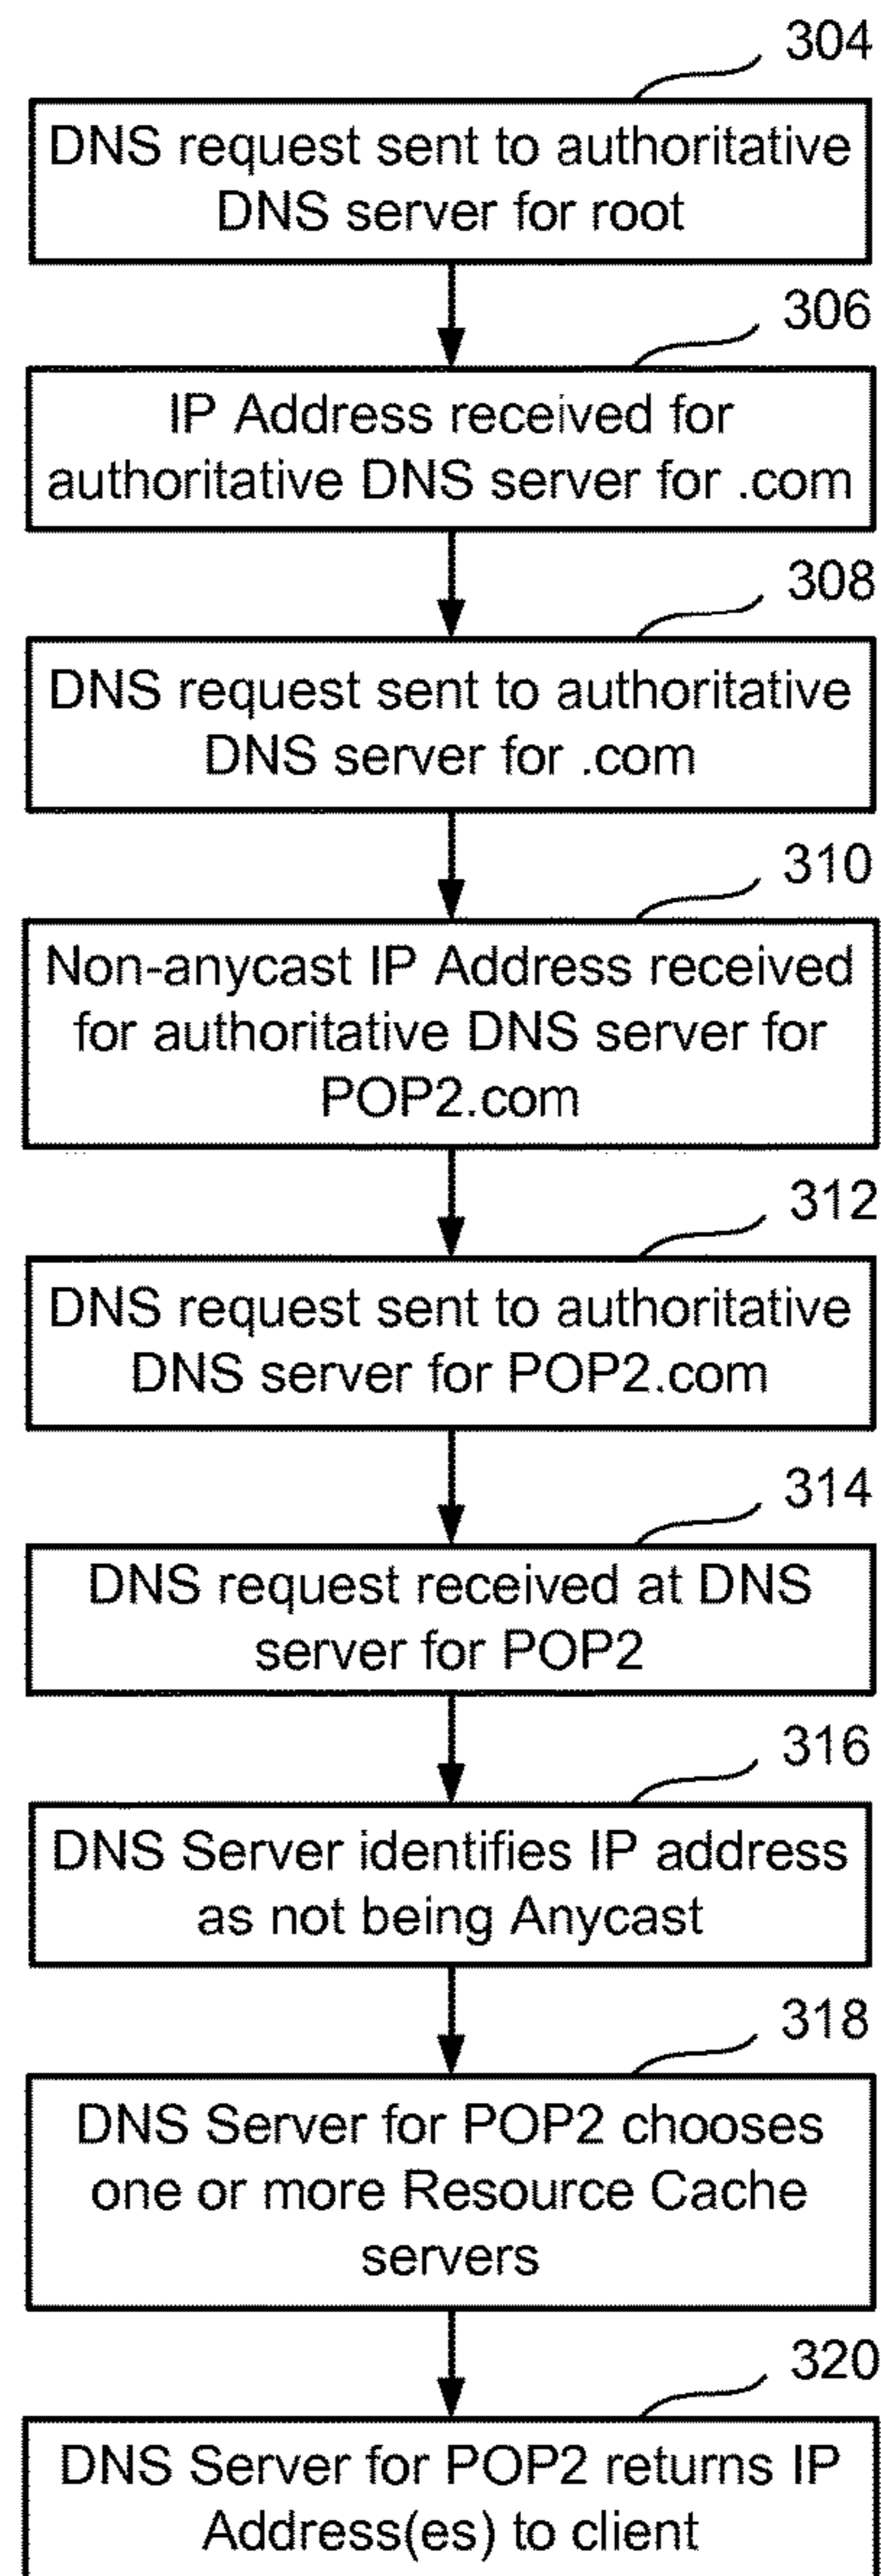 304
DNS request sent to authoritative
DNS server for root
306
IP Address received for
authoritative DNS server for .com
308
DNS request sent to authoritative
DNS server for .com
310
Non-anycast IP Address received
for authoritative DNS server for
POP2.com
312
DNS request sent to authoritative
DNS server for POP2.com
314
DNS request received at DNS
server for POP2
316
DNS Server identifies IP address
as not being Anycast
318
DNS Server for POP2 chooses
one or more Resource Cache
servers
320
DNS Server for POP2 returns IP
Address(es) to client